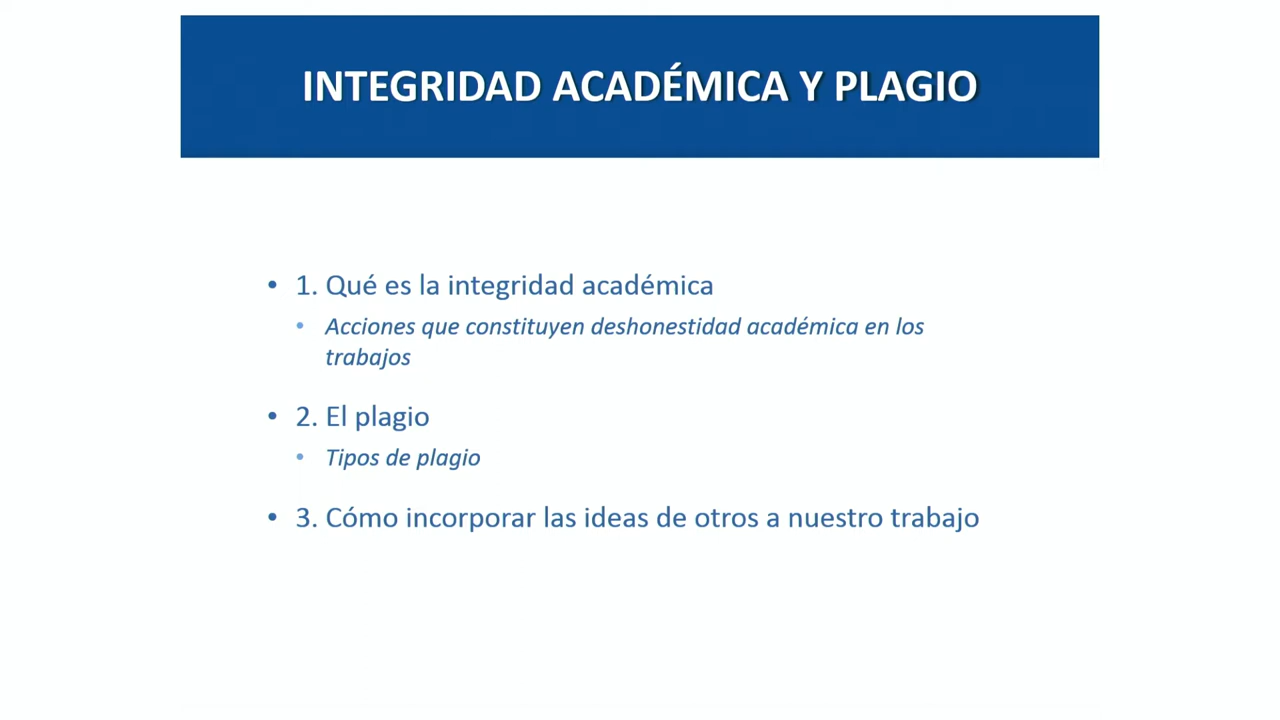 INTEGRIDAD ACADÉMICA Y PLAGIO
• 1. Qué es la integridad académica
• Acciones que constituyen deshonestidad académica en los
trabajos
• 2. El plagio
• Tipos de plagio
• 3. Cómo incorporar las ideas de otros a nuestro trabajo